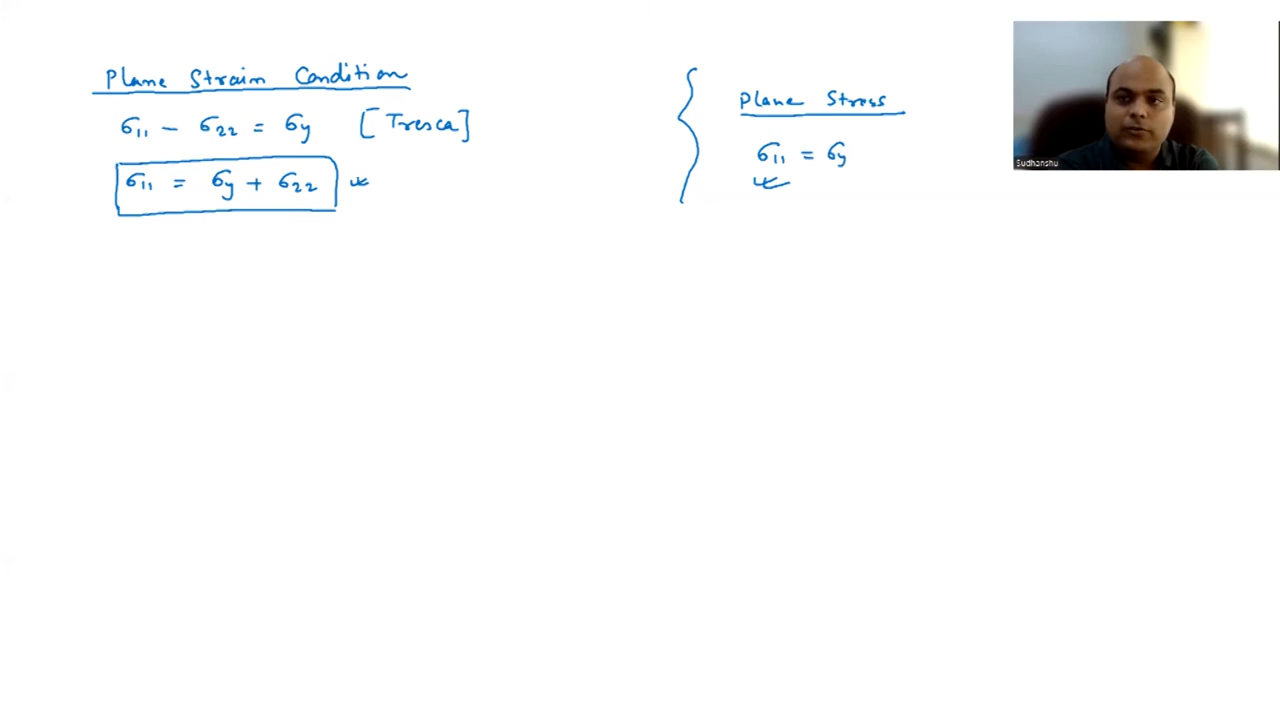 Plane Strain Condition
σ11 - σ22 = σy [Tresca]
σ11 = σy + σ22
Plane Stress
σ11 = σy
Sudhanshu